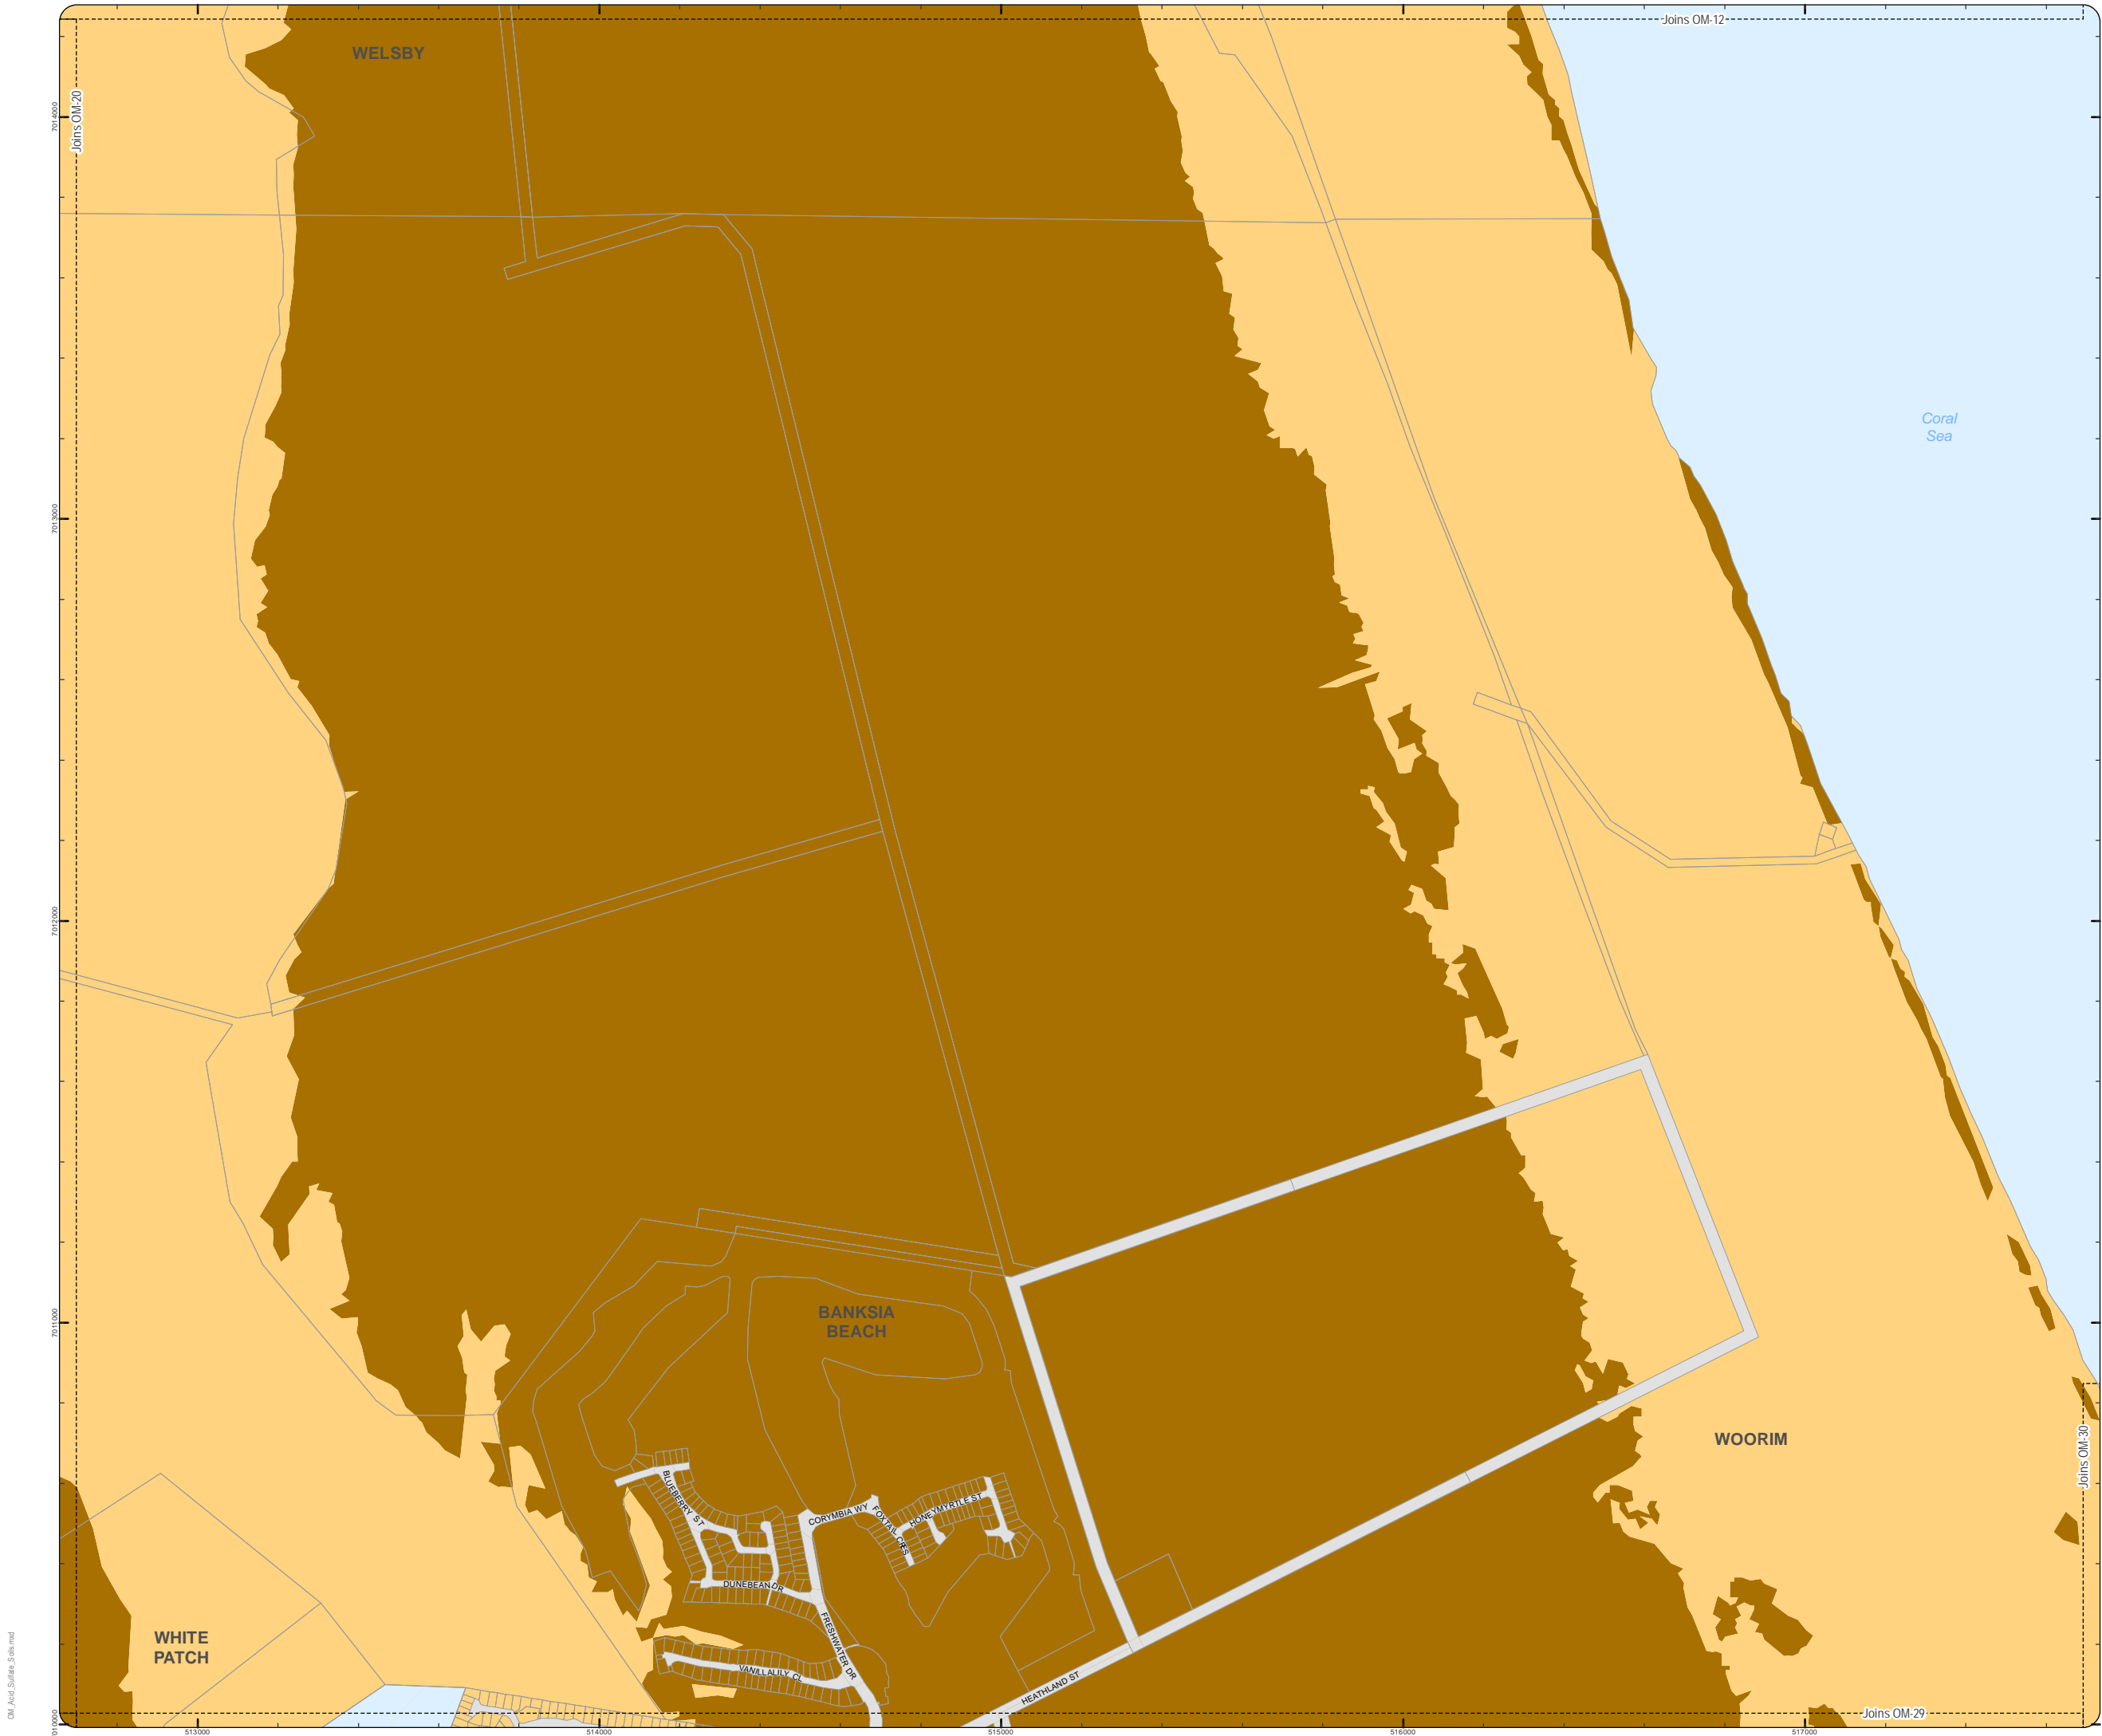 Joins OM-12
WELSBY
Joins OM-20
7014000
Coral
Sea
7013000
7012000
7011000
BANKSIA
BEACH
WOORIM
Joins OM-30
BLUEBERRY ST
CORYMBIA WY
FOXTAIL CRES
HONEYMYRTLE ST
DUNEBEAN DR
FRESHWATER DR
VANILLALILY CL
HEATHLAND ST
WHITE
PATCH
OM_Acid_Sulfate_Soils.mxd
7010000
Joins OM-29
513000
514000
515000
516000
517000